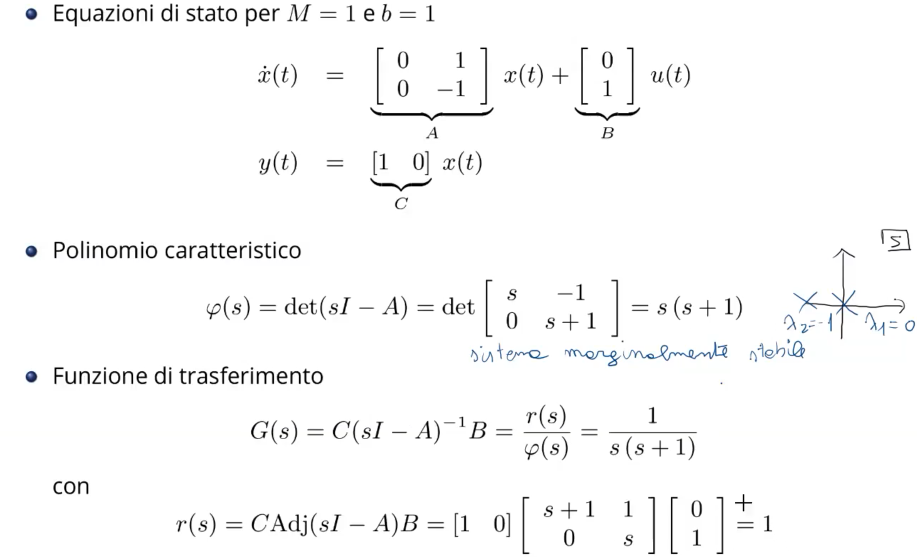 Equazioni di stato per M = 1 e b = 1
ẋ(t) = [ 0 1 ; 0 −1 ] x(t) + [ 0 ; 1 ] u(t)
A B
y(t) = [1 0] x(t)
C
Polinomio caratteristico
S
φ(s) = det(sI − A) = det [ s −1 ; 0 s + 1 ] = s (s + 1)
λ₂=-1 λ₁=0
sistema marginalmente stabile
Funzione di trasferimento
G(s) = C(sI − A)⁻¹B = r(s)/φ(s) = 1/(s (s + 1))
con
r(s) = CAdj(sI − A)B = [1 0] [ s + 1 1 ; 0 s ] [ 0 ; 1 ] = 1
+